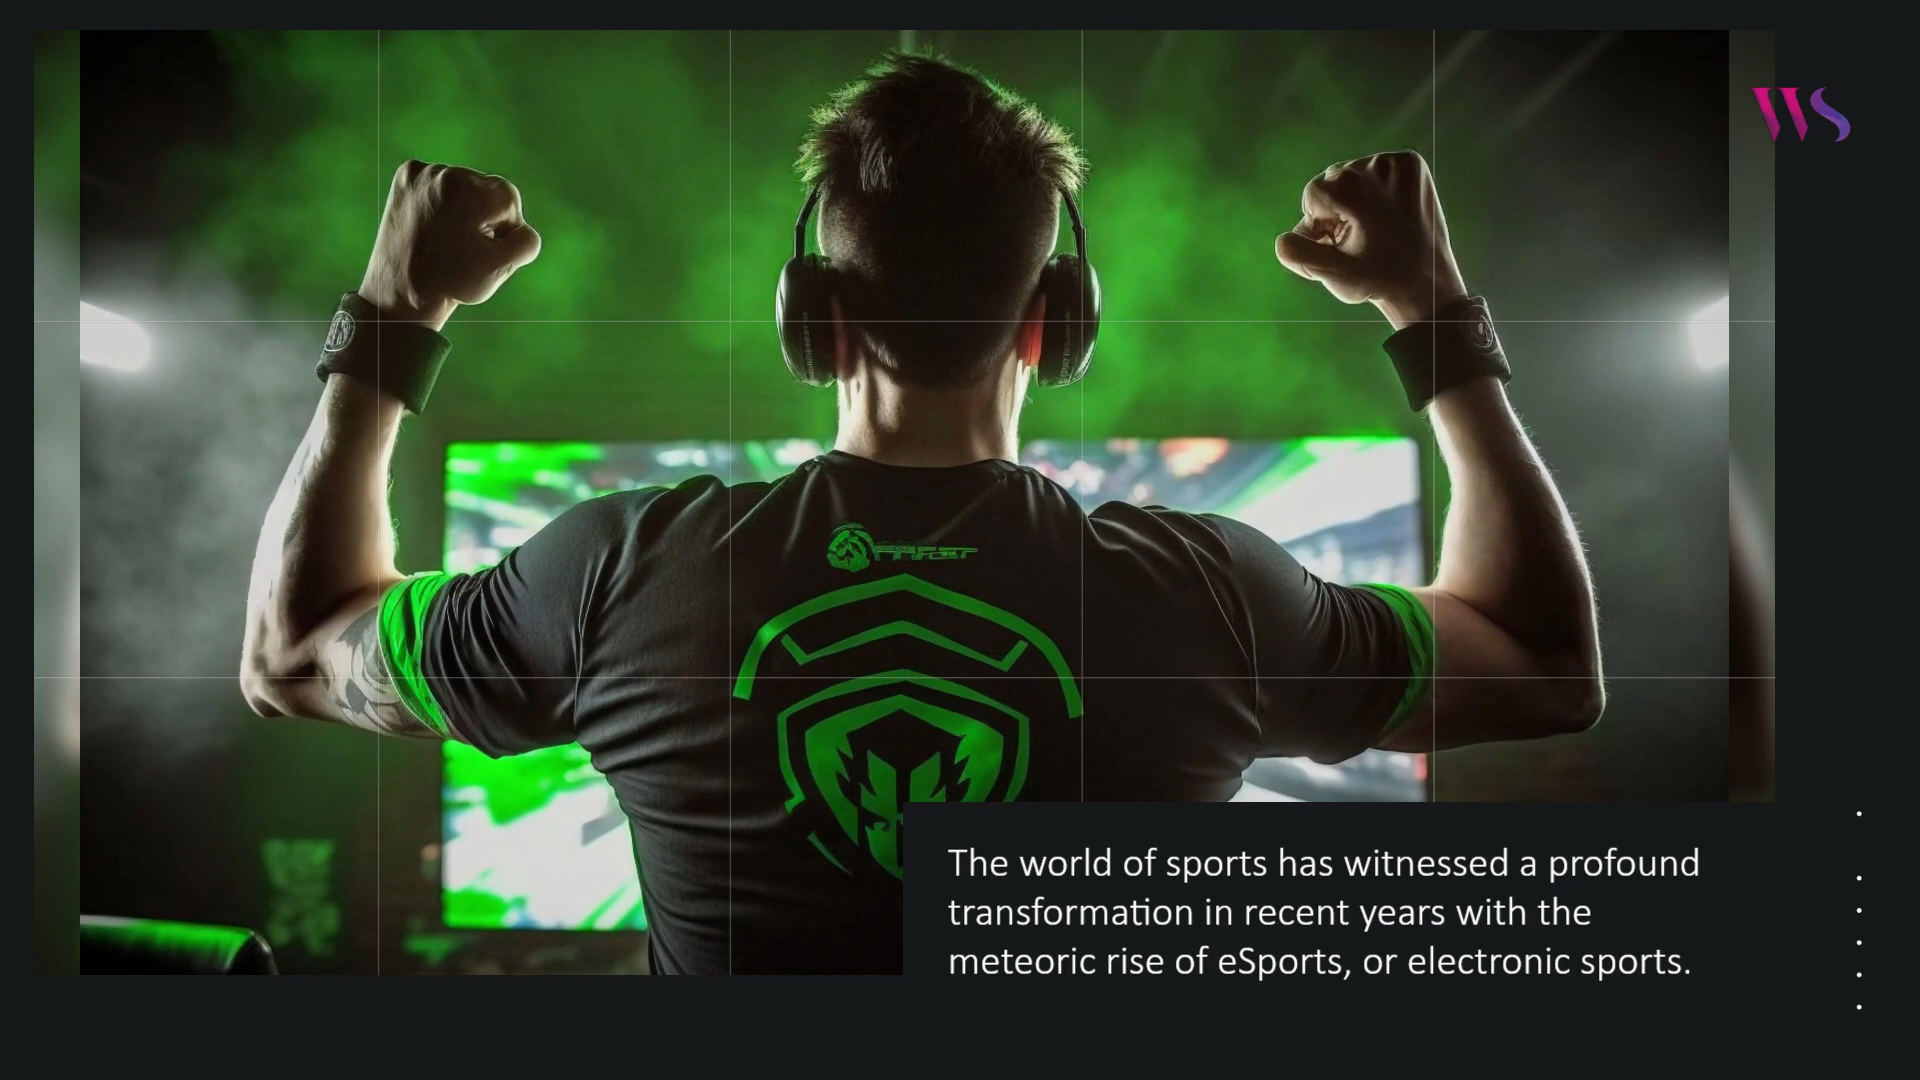 WS
The world of sports has witnessed a profound
transformation in recent years with the
meteoric rise of eSports, or electronic sports.